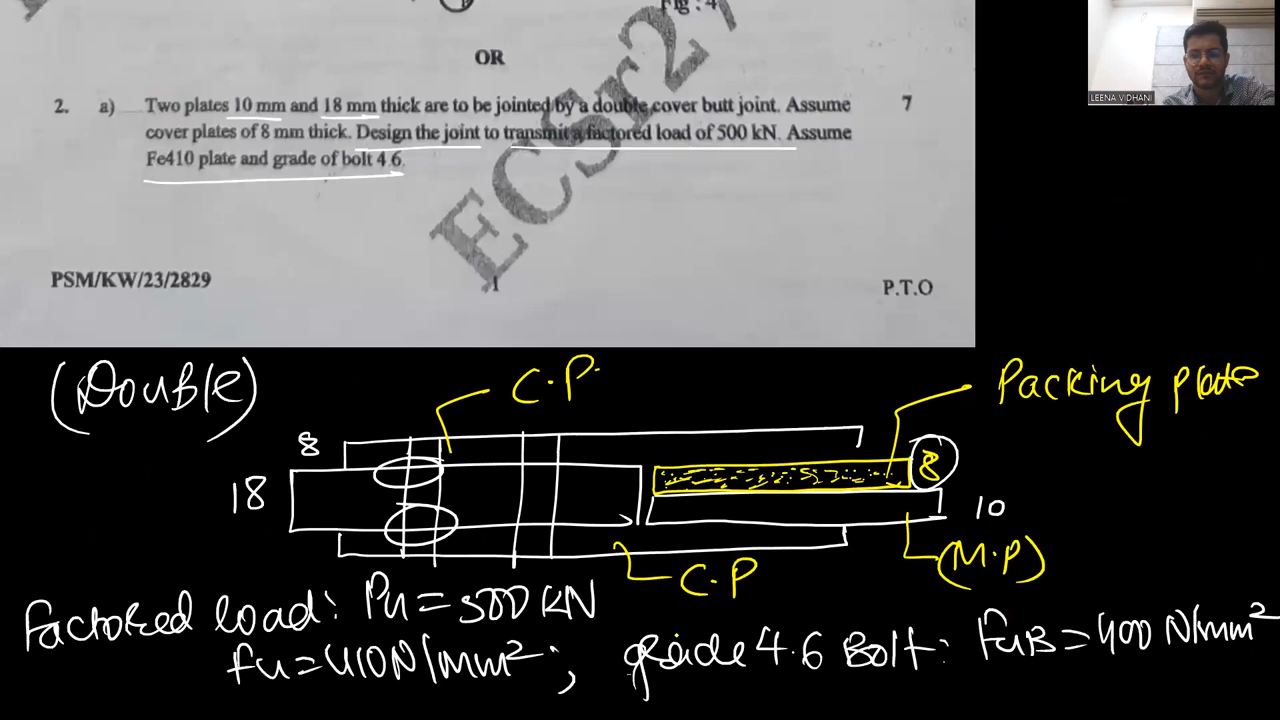 Fig : 4
OR
2. a) Two plates 10 mm and 18 mm thick are to be jointed by a double cover butt joint. Assume 7
cover plates of 8 mm thick. Design the joint to transmit a factored load of 500 kN. Assume
Fe410 plate and grade of bolt 4.6.
ECSr27
PSM/KW/23/2829 1 P.T.O
LEENA VIDHANI
(Double)
C.P.
Packing plate
8
8
18
10
C.P
(M.P)
Factored load: Pu = 500 KN
fu = 410 N/mm²; grade 4.6 Bolt: FuB = 400 N/mm²